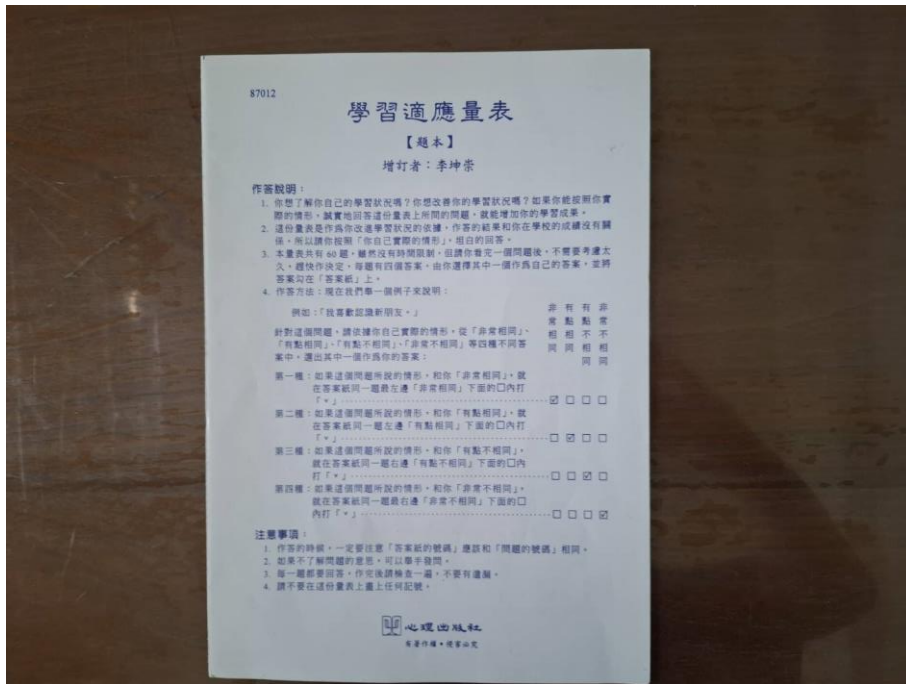 87012
學習適應量表
【題本】
增訂者：李坤崇
作答說明：
1. 你想了解你自己的學習狀況嗎？你想改善你的學習狀況嗎？如果你能按照你實
際的情形，誠實地回答這份量表上所問的問題，就能增加你的學習成果。
2. 這份量表是作為你改進學習狀況的依據，作答的結果和你在學校的成績沒有關
係，所以請你按照「你自己實際的情形」，坦白的回答。
3. 本量表共有 60 題，雖然沒有時間限制，但請你看完一個問題後，不需要考慮太
久，趕快作決定，每題有四個答案，由你選擇其中一個作為自己的答案，並將
答案勾在「答案紙」上。
4. 作答方法：現在我們舉一個例子來說明：
例如：「我喜歡認識新朋友。」
非常相同
有點相同
有點不相同
非常不相同
針對這個問題，請依據你自己實際的情形，從「非常相同」、
「有點相同」、「有點不相同」、「非常不相同」等四種不同答
案中，選出其中一個作為你的答案：
第一種：如果這個問題所說的情形，和你「非常相同」，就
在答案紙同一題最左邊「非常相同」下面的□內打
「ˇ」 ☑ □ □ □
第二種：如果這個問題所說的情形，和你「有點相同」，就
在答案紙同一題左邊「有點相同」下面的□內打
「ˇ」 □ ☑ □ □
第三種：如果這個問題所說的情形，和你「有點不相同」，
就在答案紙同一題右邊「有點不相同」下面的□內
打「ˇ」 □ □ ☑ □
第四種：如果這個問題所說的情形，和你「非常不相同」，
就在答案紙同一題最右邊「非常不相同」下面的□
內打「ˇ」 □ □ □ ☑
注意事項：
1. 作答的時候，一定要注意「答案紙的號碼」應該和「問題的號碼」相同。
2. 如果不了解問題的意思，可以舉手發問。
3. 每一題都要回答，作完後請檢查一遍，不要有遺漏。
4. 請不要在這份量表上畫上任何記號。
心理出版社
有著作權・侵害必究